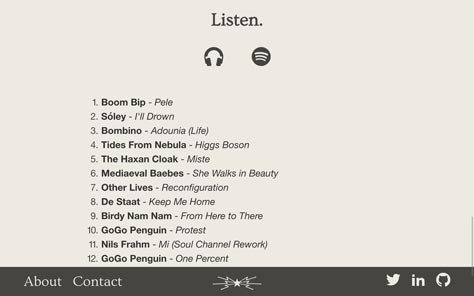 Listen.
1. Boom Bip - Pele
2. Sóley - I'll Drown
3. Bombino - Adounia (Life)
4. Tides From Nebula - Higgs Boson
5. The Haxan Cloak - Miste
6. Mediaeval Baebes - She Walks in Beauty
7. Other Lives - Reconfiguration
8. De Staat - Keep Me Home
9. Birdy Nam Nam - From Here to There
10. GoGo Penguin - Protest
11. Nils Frahm - Mi (Soul Channel Rework)
12. GoGo Penguin - One Percent
About Contact
in